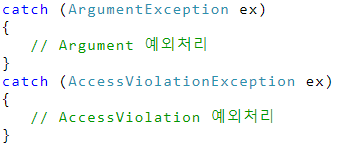 catch (ArgumentException ex)
{
   // Argument 예외처리
}
catch (AccessViolationException ex)
{
   // AccessViolation 예외처리
}